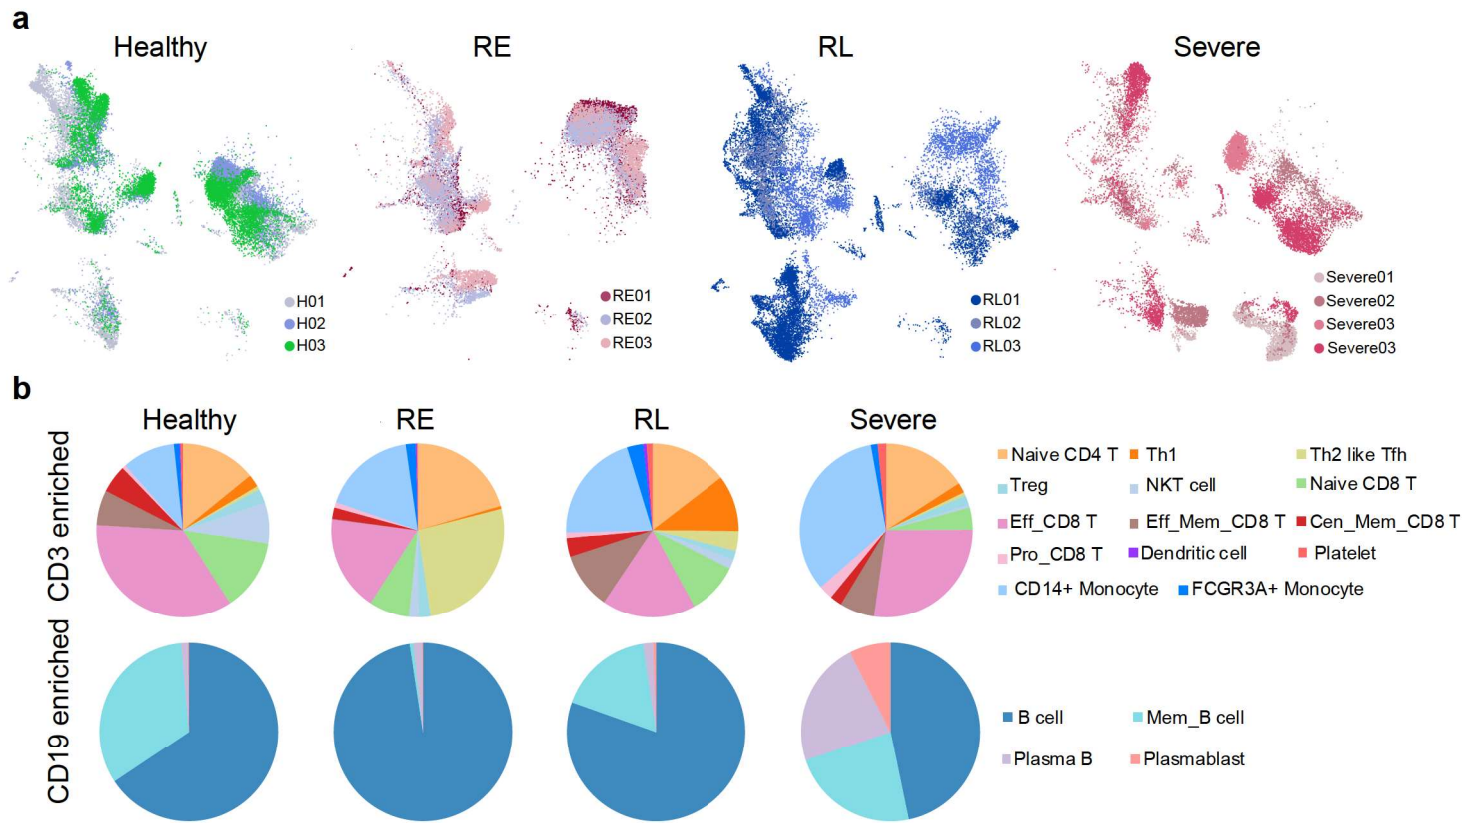 a
Healthy
RE
RL
Severe
H01
H02
H03
RE01
RE02
RE03
RL01
RL02
RL03
Severe01
Severe02
Severe03
Severe03
b
Healthy
RE
RL
Severe
CD3 enriched
Naive CD4 T
Th1
Th2 like Tfh
Treg
NKT cell
Naive CD8 T
Eff_CD8 T
Eff_Mem_CD8 T
Cen_Mem_CD8 T
Pro_CD8 T
Dendritic cell
Platelet
CD14+ Monocyte
FCGR3A+ Monocyte
CD19 enriched
B cell
Mem_B cell
Plasma B
Plasmablast